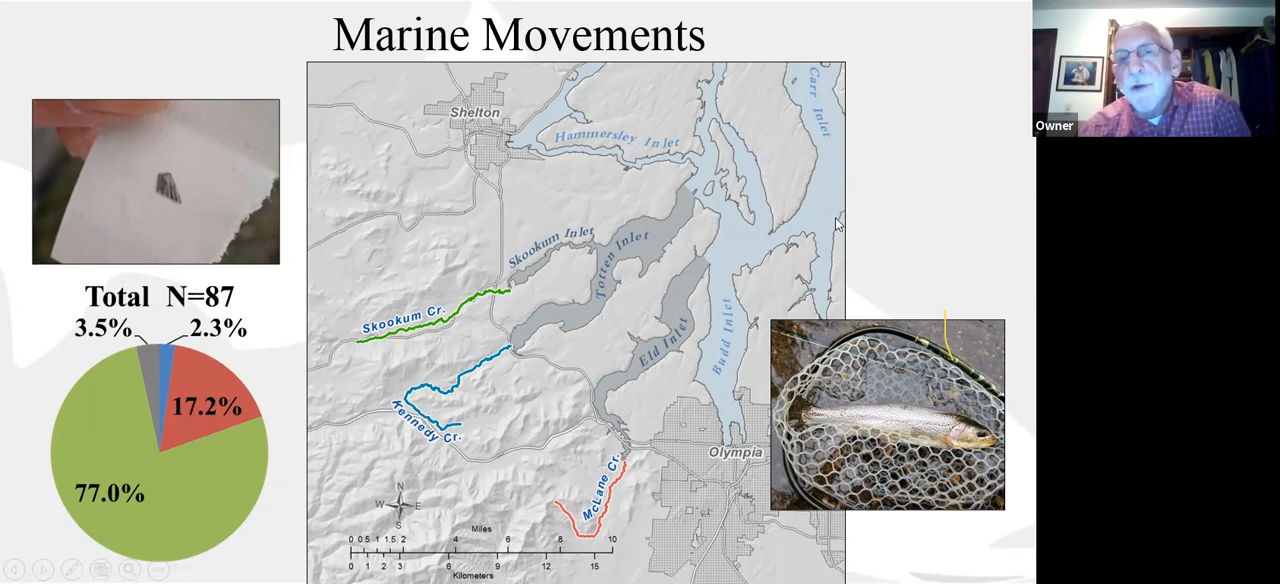 Marine Movements
Owner
Total N=87
3.5%
2.3%
17.2%
77.0%
Shelton
Hammersley Inlet
Carr Inlet
Skookum Inlet
Totten Inlet
Skookum Cr.
Eld Inlet
Budd Inlet
Kennedy Cr.
McLane Cr.
Olympia
N
W
E
S
Miles
0 0.5 1 1.5 2 4 6 8 10
0 1 2 3 6 9 12 15
Kilometers